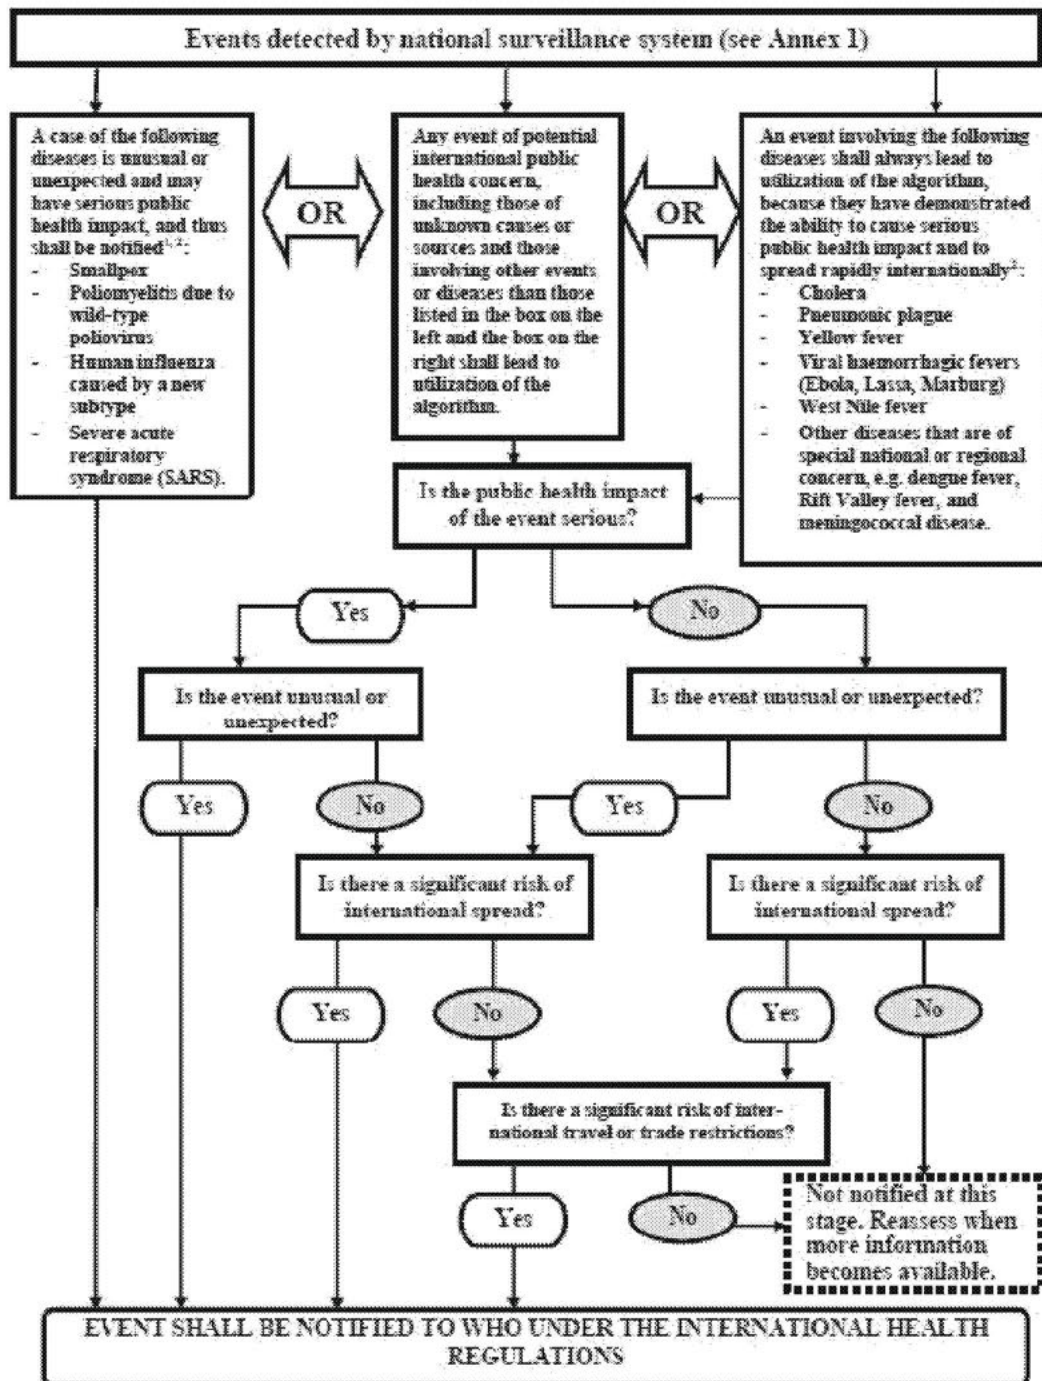 Events detected by national surveillance system (see Annex 1)
A case of the following
diseases is unusual or
unexpected and may
have serious public
health impact, and thus
shall be notified¹,²:
- Smallpox
- Poliomyelitis due to
wild-type
poliovirus
- Human influenza
caused by a new
subtype
- Severe acute
respiratory
syndrome (SARS).
OR
Any event of potential
international public
health concern,
including those of
unknown causes or
sources and those
involving other events
or diseases than those
listed in the box on the
left and the box on the
right shall lead to
utilization of the
algorithm.
OR
An event involving the following
diseases shall always lead to
utilization of the algorithm,
because they have demonstrated
the ability to cause serious
public health impact and to
spread rapidly internationally²:
- Cholera
- Pneumonic plague
- Yellow fever
- Viral haemorrhagic fevers
(Ebola, Lassa, Marburg)
- West Nile fever
- Other diseases that are of
special national or regional
concern, e.g. dengue fever,
Rift Valley fever, and
meningococcal disease.
Is the public health impact
of the event serious?
Yes
No
Is the event unusual or
unexpected?
Is the event unusual or unexpected?
Yes
No
Yes
No
Is there a significant risk of
international spread?
Is there a significant risk of
international spread?
Yes
No
Yes
No
Is there a significant risk of inter-
national travel or trade restrictions?
Yes
No
Not notified at this
stage. Reassess when
more information
becomes available.
EVENT SHALL BE NOTIFIED TO WHO UNDER THE INTERNATIONAL HEALTH
REGULATIONS